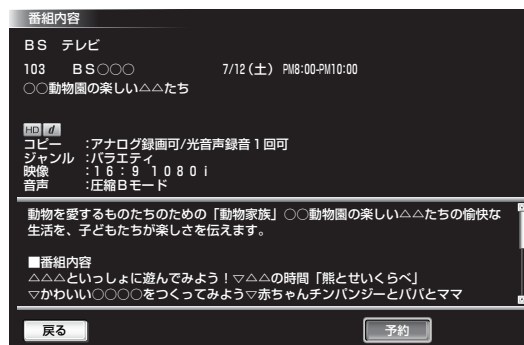 番組内容
BS テレビ
103 BS○○○ 7/12(土) PM8:00-PM10:00
○○動物園の楽しい△△たち
HD d
コピー :アナログ録画可/光音声録音1回可
ジャンル :バラエティ
映像 :16:9 1080i
音声 :圧縮Bモード
動物を愛するものたちのための「動物家族」○○動物園の楽しい△△たちの愉快な
生活を、子どもたちが楽しさを伝えます。
■番組内容
△△△といっしょに遊んでみよう!▽△△の時間「熊とせいくらべ」
▽かわいい○○○○をつくってみよう▽赤ちゃんチンパンジーとパパとママ
戻る 予約